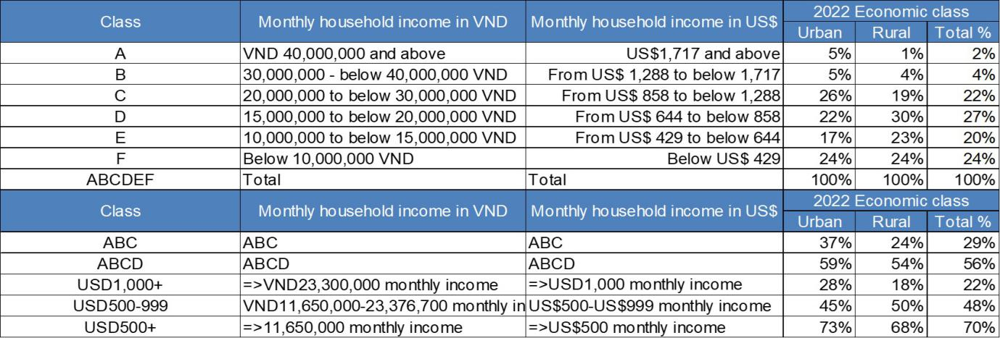 Class Monthly household income in VND Monthly household income in US$ 2022 Economic class
Urban Rural Total %
A VND 40,000,000 and above US$1,717 and above 5% 1% 2%
B 30,000,000 - below 40,000,000 VND From US$ 1,288 to below 1,717 5% 4% 4%
C 20,000,000 to below 30,000,000 VND From US$ 858 to below 1,288 26% 19% 22%
D 15,000,000 to below 20,000,000 VND From US$ 644 to below 858 22% 30% 27%
E 10,000,000 to below 15,000,000 VND From US$ 429 to below 644 17% 23% 20%
F Below 10,000,000 VND Below US$ 429 24% 24% 24%
ABCDEF Total Total 100% 100% 100%
Class Monthly household income in VND Monthly household income in US$ 2022 Economic class
Urban Rural Total %
ABC ABC ABC 37% 24% 29%
ABCD ABCD ABCD 59% 54% 56%
USD1,000+ =>VND23,300,000 monthly income =>USD1,000 monthly income 28% 18% 22%
USD500-999 VND11,650,000-23,376,700 monthly in US$500-US$999 monthly income 45% 50% 48%
USD500+ =>11,650,000 monthly income =>US$500 monthly income 73% 68% 70%